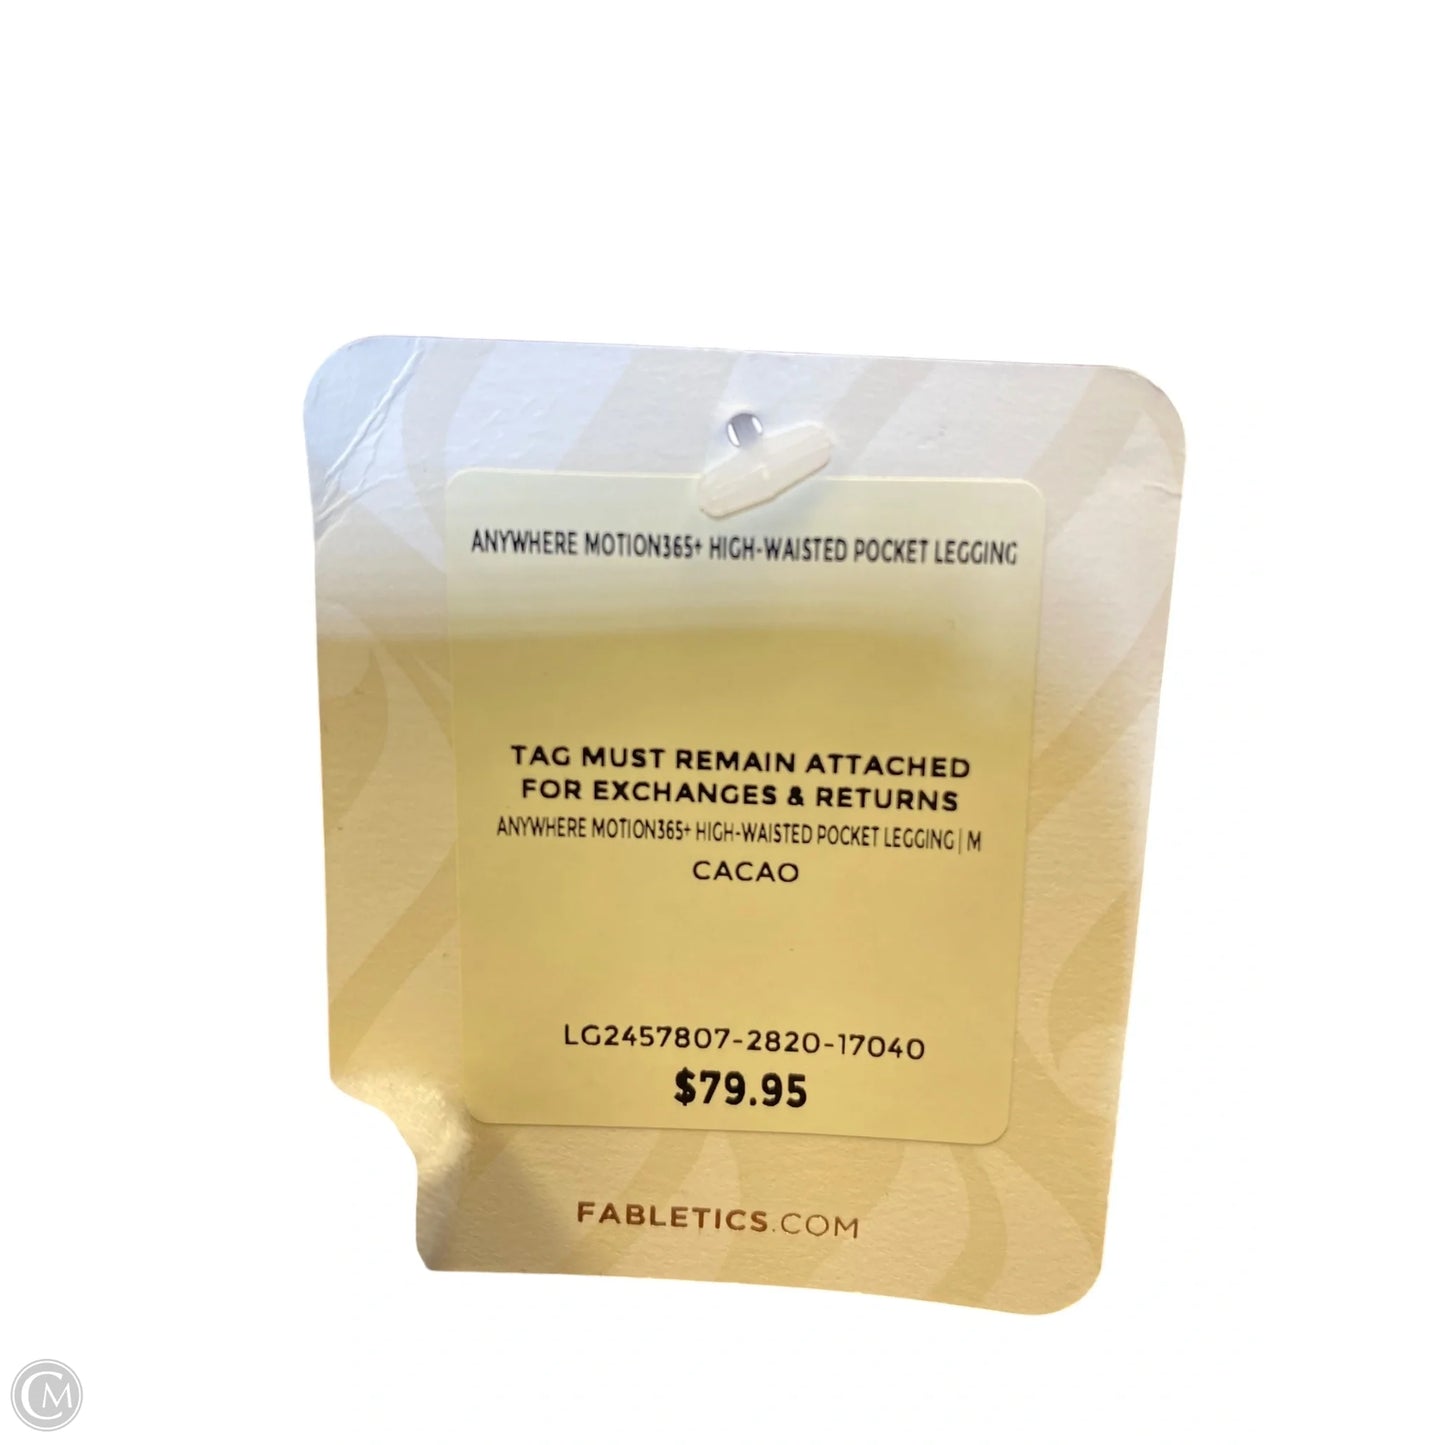 ANYWHERE MOTION365+ HIGH-WAISTED POCKET LEGGING
TAG MUST REMAIN ATTACHED
FOR EXCHANGES & RETURNS
ANYWHERE MOTION365+ HIGH-WAISTED POCKET LEGGING | M
CACAO
LG2457807-2820-17040
$79.95
FABLETICS.COM
CM